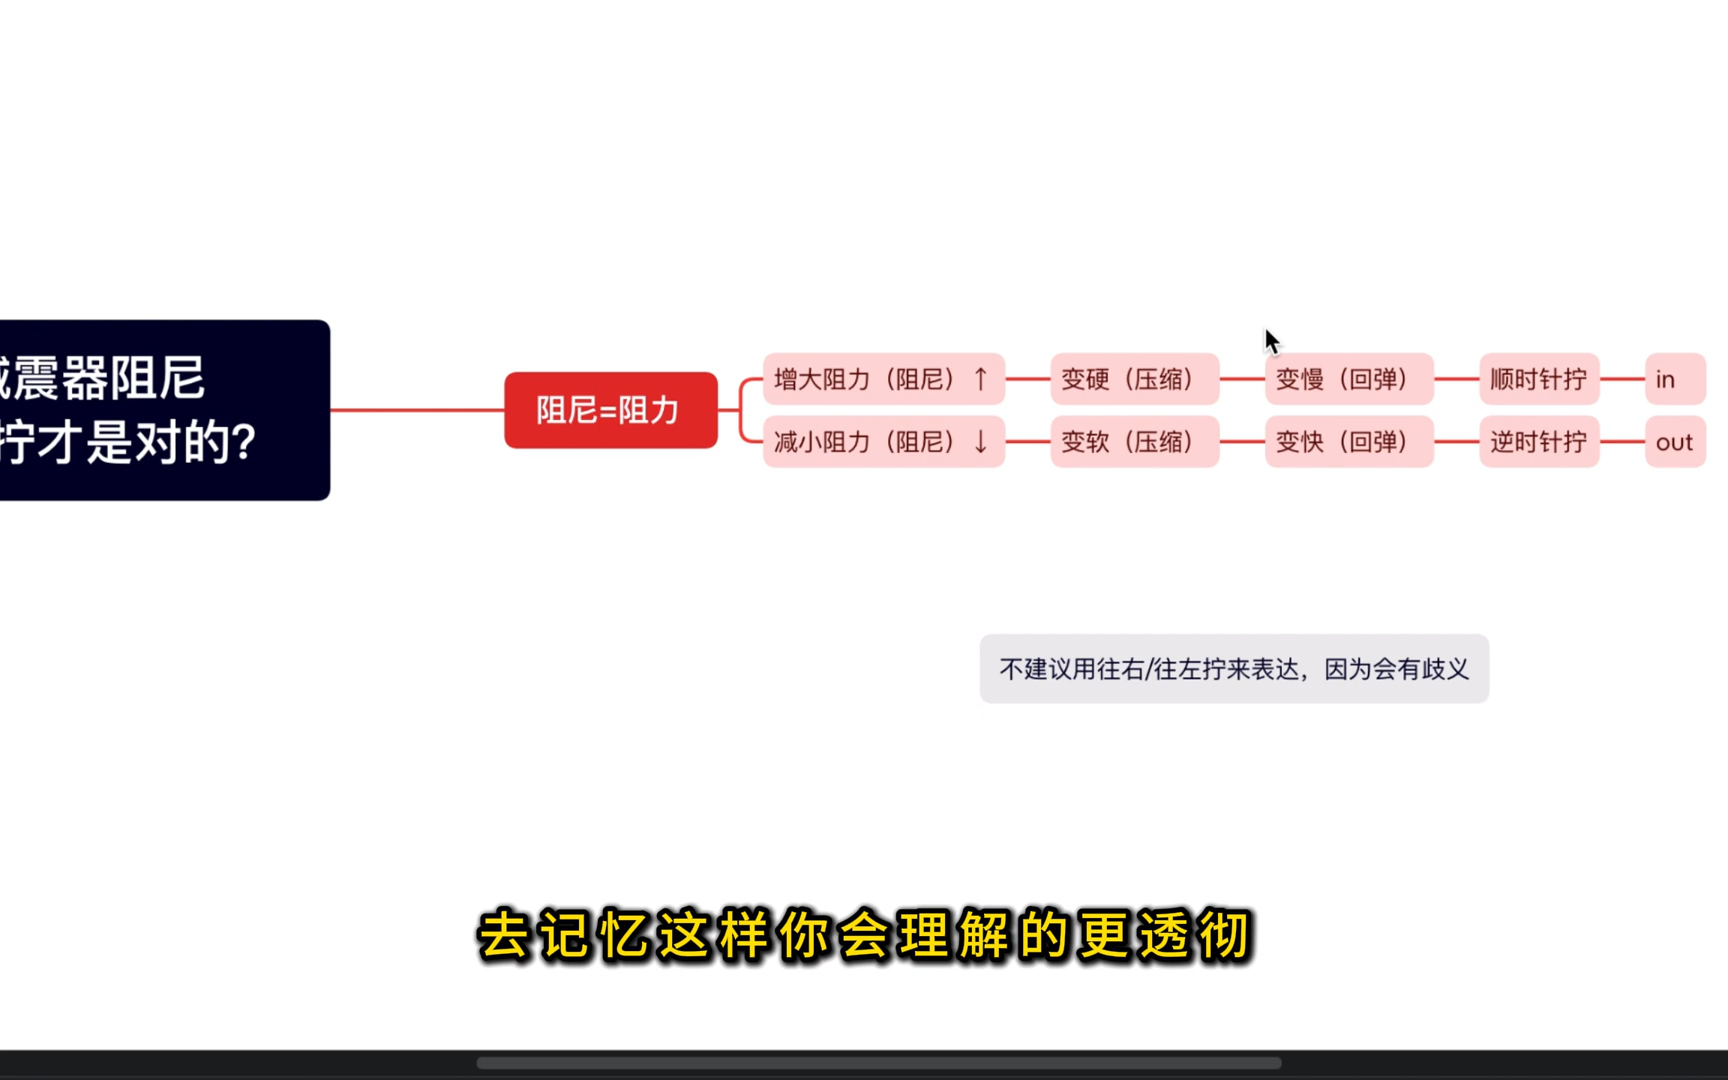 震器阻尼
拧才是对的?
阻尼=阻力
增大阻力（阻尼）↑
变硬（压缩）
变慢（回弹）
顺时针拧
in
减小阻力（阻尼）↓
变软（压缩）
变快（回弹）
逆时针拧
out
不建议用往右/往左拧来表达，因为会有歧义
去记忆这样你会理解的更透彻